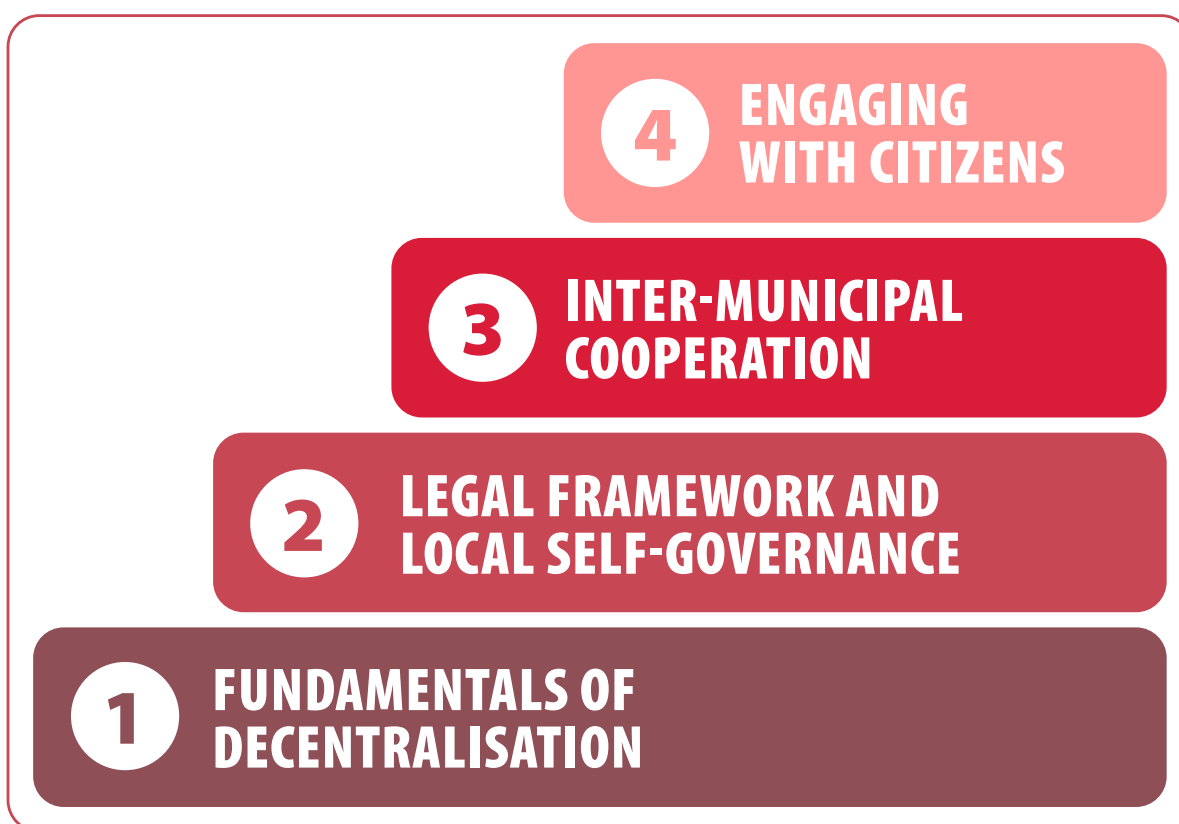 4
ENGAGING
WITH CITIZENS
3
INTER-MUNICIPAL
COOPERATION
2
LEGAL FRAMEWORK AND
LOCAL SELF-GOVERNANCE
1
FUNDAMENTALS OF
DECENTRALISATION